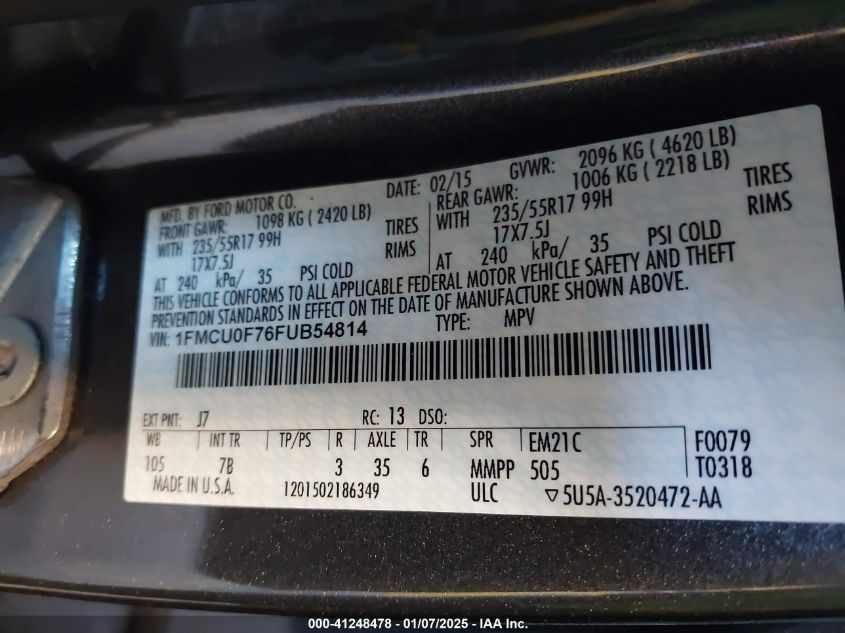 MFD. BY FORD MOTOR CO. DATE: 02/15 GVWR: 2096 KG ( 4620 LB)
FRONT GAWR: 1098 KG ( 2420 LB) REAR GAWR: 1006 KG ( 2218 LB)
WITH 235/55R17 99H TIRES WITH 235/55R17 99H TIRES
17X7.5J RIMS 17X7.5J RIMS
AT 240 kPa/ 35 PSI COLD AT 240 kPa/ 35 PSI COLD
THIS VEHICLE CONFORMS TO ALL APPLICABLE FEDERAL MOTOR VEHICLE SAFETY AND THEFT
PREVENTION STANDARDS IN EFFECT ON THE DATE OF MANUFACTURE SHOWN ABOVE.
VIN: 1FMCU0F76FUB54814 TYPE: MPV
EXT PNT: J7 RC: 13 DSO:
WB INT TR TP/PS R AXLE TR SPR EM21C F0079
105 7B 3 35 6 MMPP 505 T0318
MADE IN U.S.A. 1201502186349 ULC ▽5U5A-3520472-AA
000-41248478 - 01/07/2025 - IAA Inc.